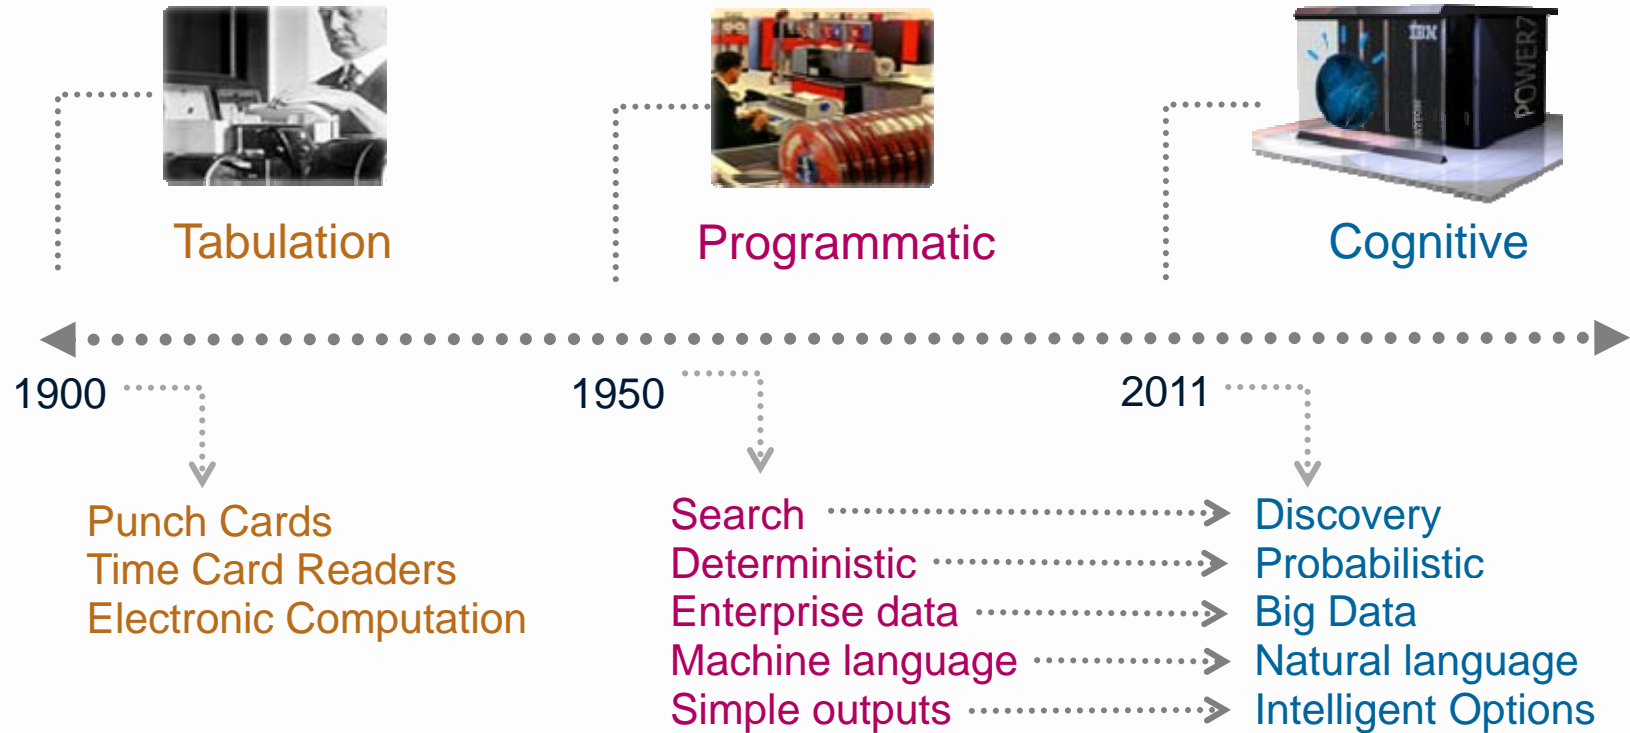 IBM
POWER7
Tabulation
Programmatic
Cognitive
1900
1950
2011
Punch Cards
Time Card Readers
Electronic Computation
Search
Deterministic
Enterprise data
Machine language
Simple outputs
Discovery
Probabilistic
Big Data
Natural language
Intelligent Options